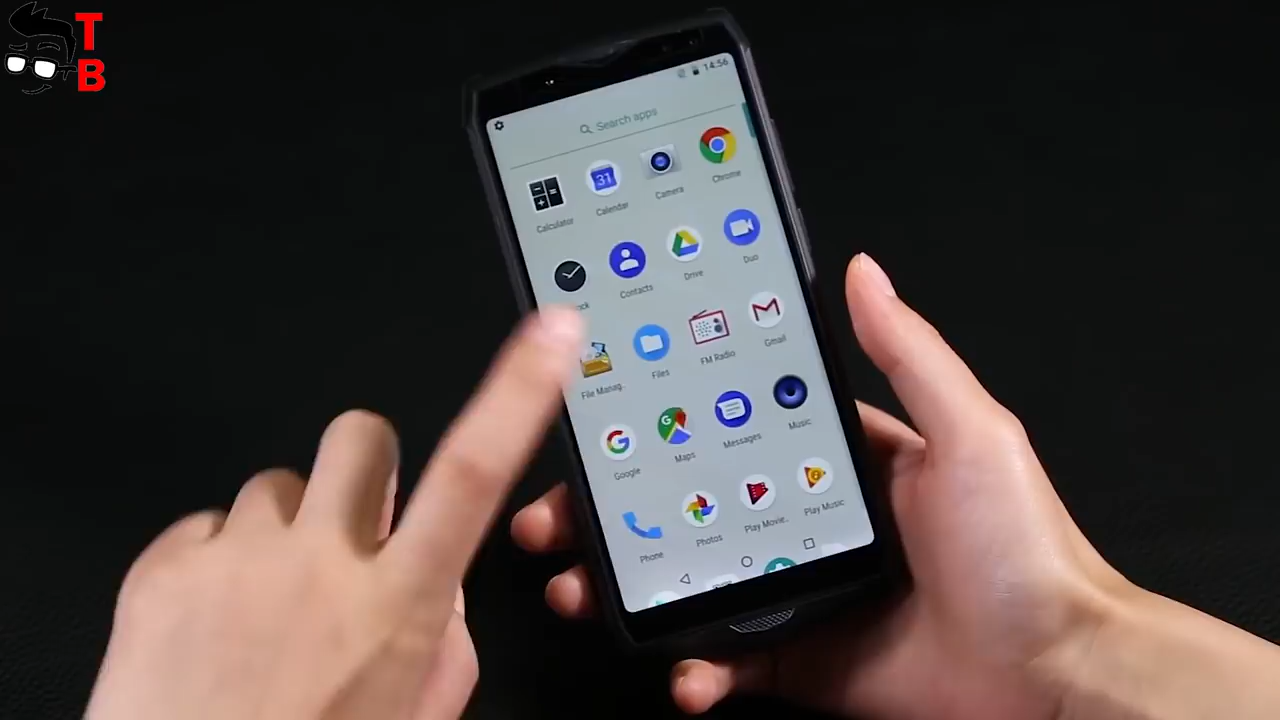 T
B
14:56
Search apps
Calculator
Calendar
Camera
Chrome
31
Contacts
Drive
Duo
File Manag..
Files
FM Radio
Gmail
Google
Maps
Messages
Music
Phone
Photos
Play Movie..
Play Music